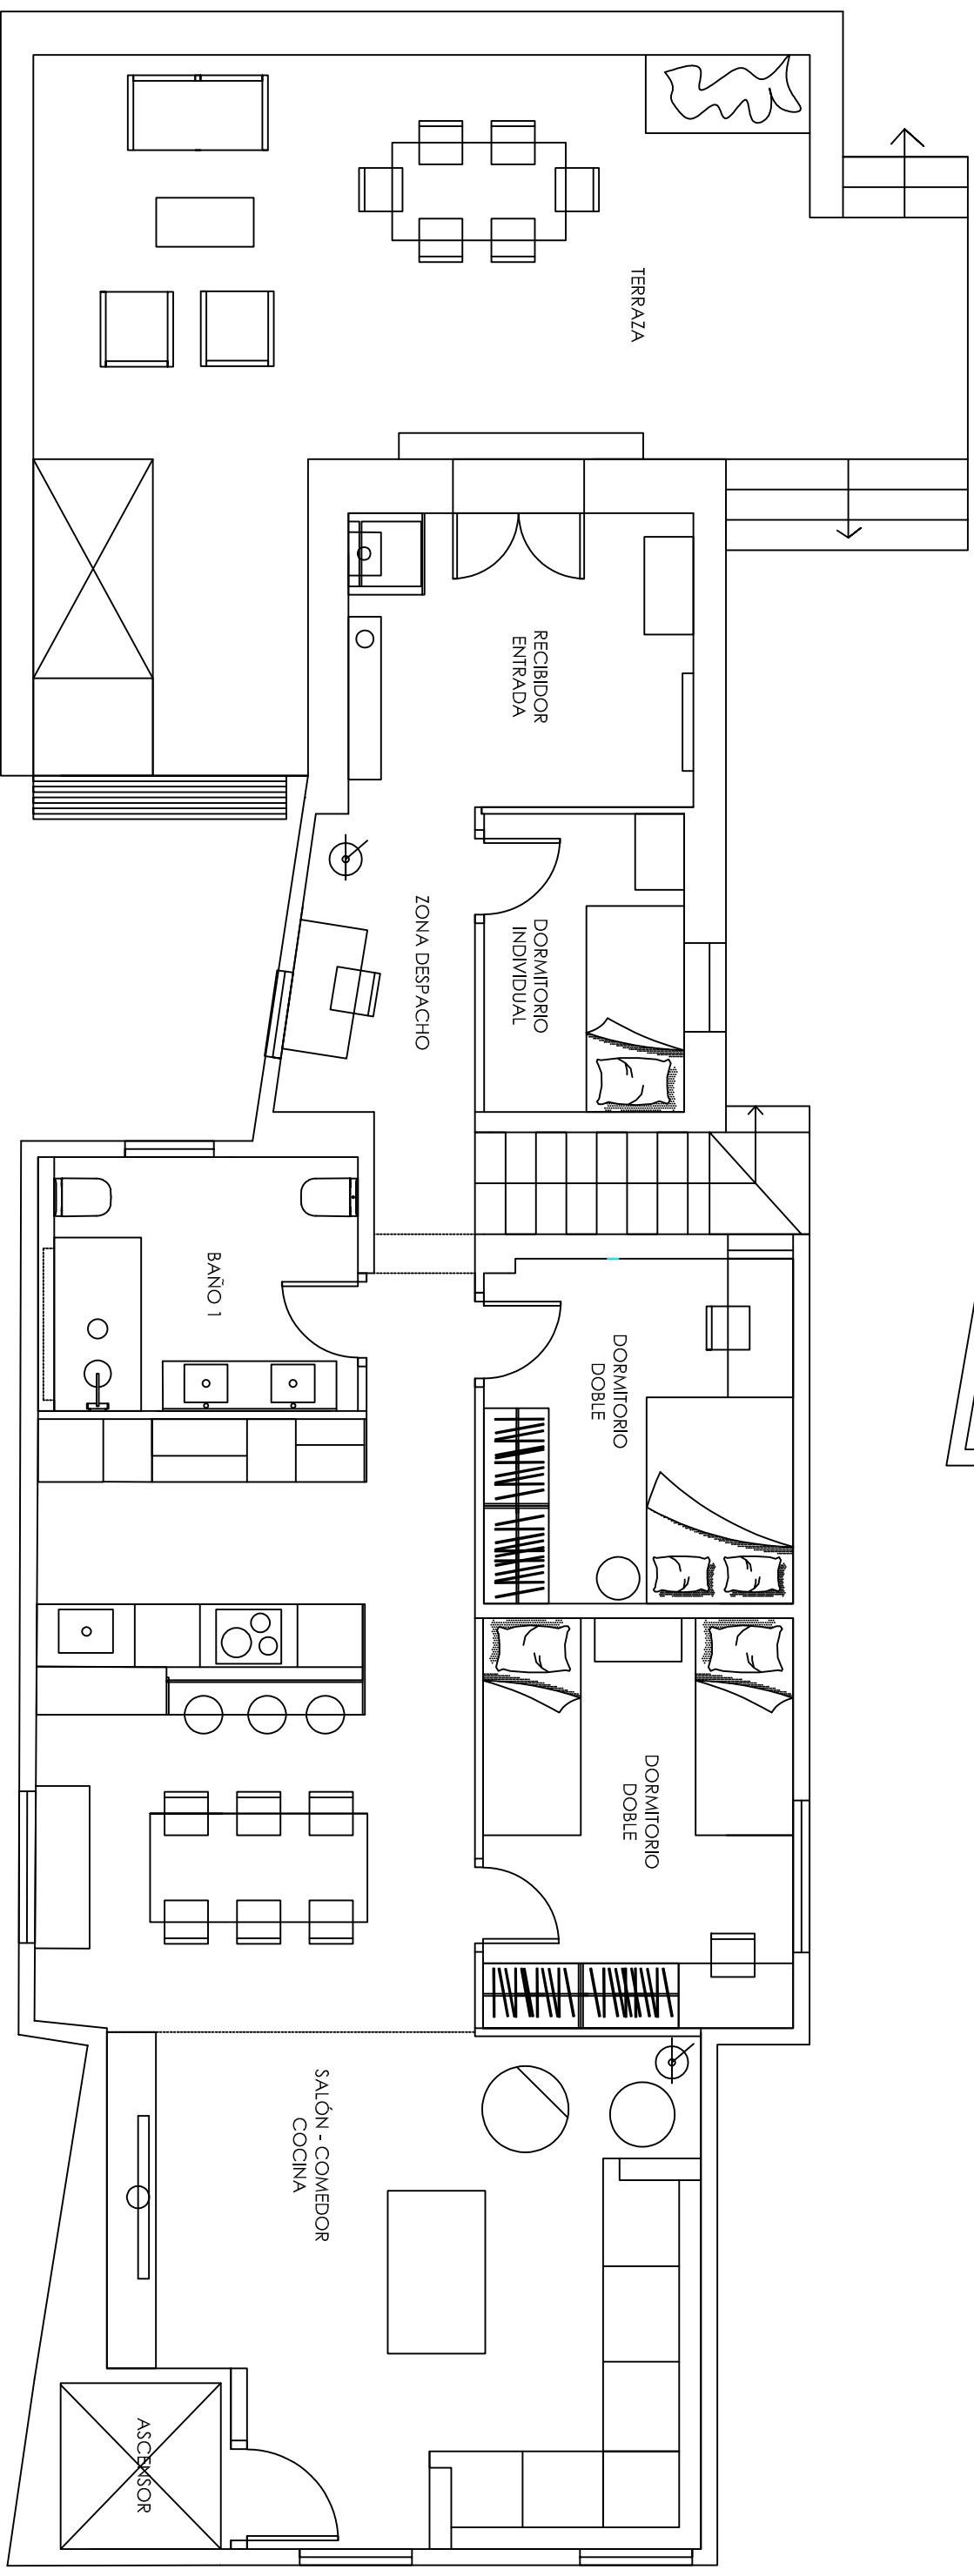 TERRAZA
RECIBIDOR
ENTRADA
DORMITORIO
INDIVIDUAL
ZONA DESPACHO
BAÑO 1
DORMITORIO
DOBLE
DORMITORIO
DOBLE
SALÓN - COMEDOR
COCINA
ASCENSOR